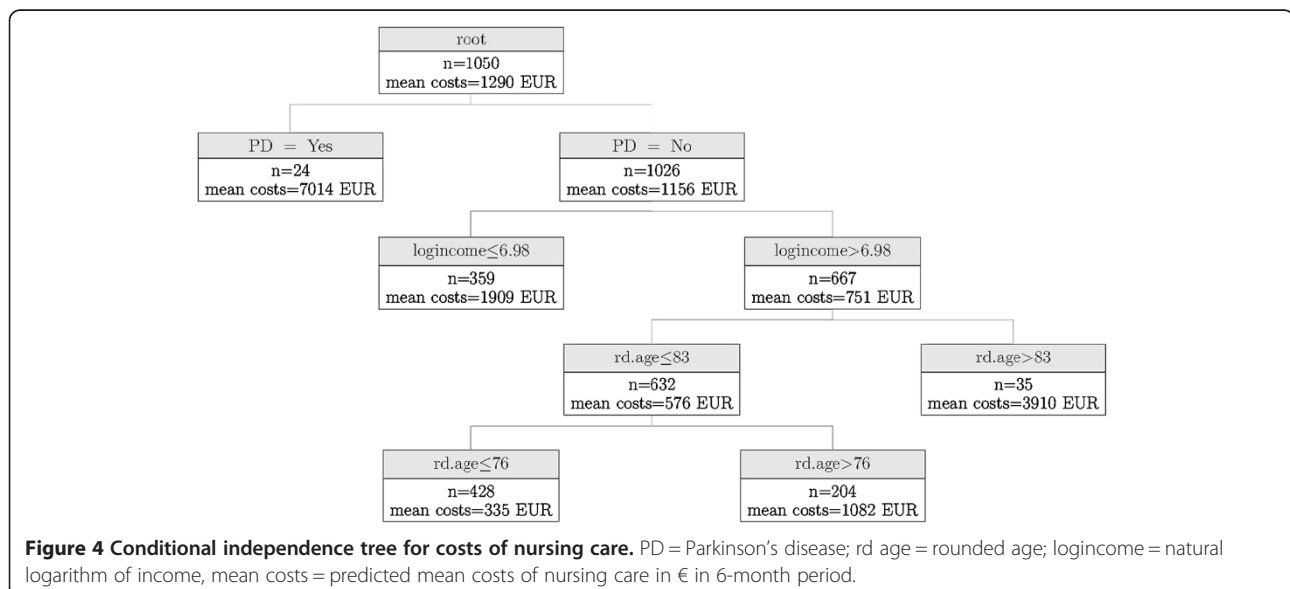 root
n=1050
mean costs=1290 EUR
PD = Yes
n=24
mean costs=7014 EUR
PD = No
n=1026
mean costs=1156 EUR
logincome≤6.98
n=359
mean costs=1909 EUR
logincome>6.98
n=667
mean costs=751 EUR
rd.age≤83
n=632
mean costs=576 EUR
rd.age>83
n=35
mean costs=3910 EUR
rd.age≤76
n=428
mean costs=335 EUR
rd.age>76
n=204
mean costs=1082 EUR
Figure 4 Conditional independence tree for costs of nursing care. PD = Parkinson's disease; rd age = rounded age; logincome = natural
logarithm of income, mean costs = predicted mean costs of nursing care in € in 6-month period.